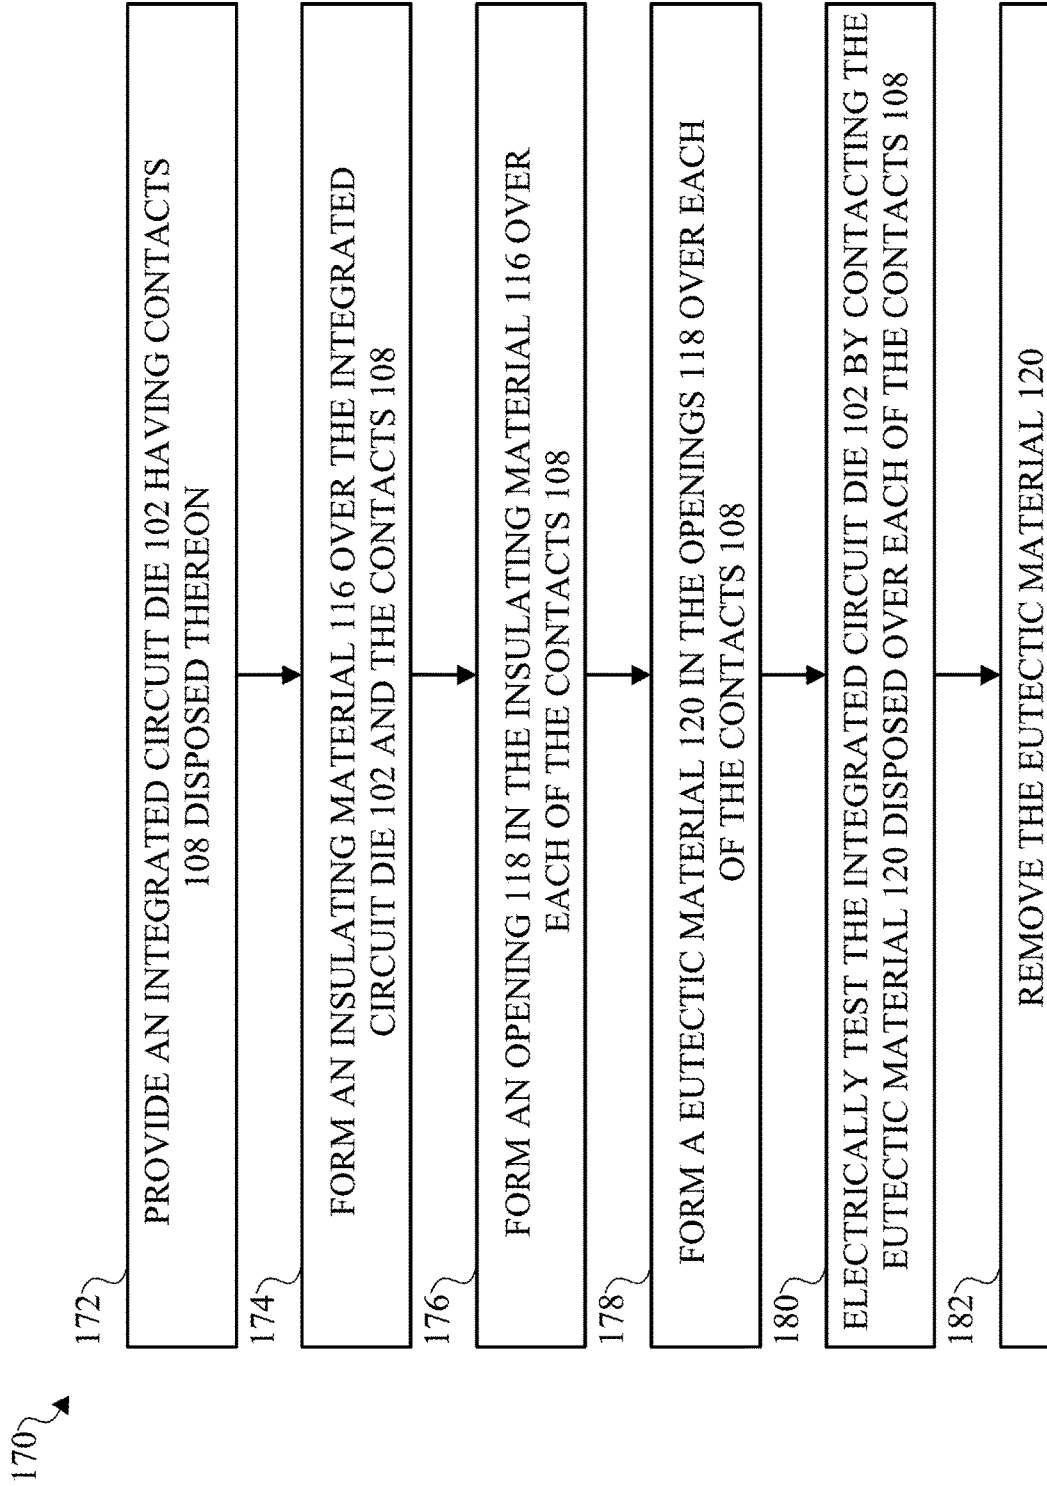 170
172
PROVIDE AN INTEGRATED CIRCUIT DIE 102 HAVING CONTACTS
108 DISPOSED THEREON
174
FORM AN INSULATING MATERIAL 116 OVER THE INTEGRATED
CIRCUIT DIE 102 AND THE CONTACTS 108
176
FORM AN OPENING 118 IN THE INSULATING MATERIAL 116 OVER
EACH OF THE CONTACTS 108
178
FORM A EUTECTIC MATERIAL 120 IN THE OPENINGS 118 OVER EACH
OF THE CONTACTS 108
180
ELECTRICALLY TEST THE INTEGRATED CIRCUIT DIE 102 BY CONTACTING THE
EUTECTIC MATERIAL 120 DISPOSED OVER EACH OF THE CONTACTS 108
182
REMOVE THE EUTECTIC MATERIAL 120